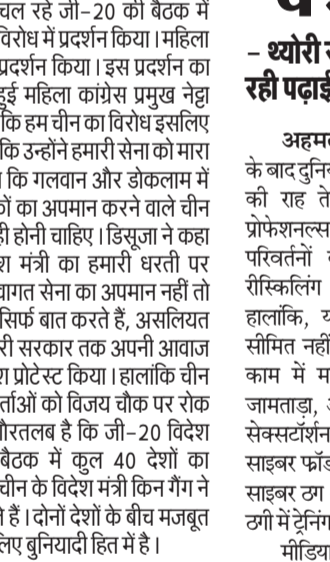 चल रहे जी-20 की बैठक में
विरोध में प्रदर्शन किया। महिला
प्रदर्शन किया। इस प्रदर्शन का
हुई महिला कांग्रेस प्रमुख नेट्टा
कि हम चीन का विरोध इसलिए
कि उन्होंने हमारी सेना को मारा
कि गलवान और डोकलाम में
का अपमान करने वाले चीन
ही होनी चाहिए। डिसूजा ने कहा
मंत्री का हमारी धरती पर
वागत सेना का अपमान नहीं तो
सिर्फ बात करते हैं, असलियत
री सरकार तक अपनी आवाज
प्रोटेस्ट किया। हालांकि चीन
र्ताओं को विजय चौक पर रोक
गौरतलब है कि जी-20 विदेश
बैठक में कुल 40 देशों का
चीन के विदेश मंत्री किन गैंग ने
हैं। दोनों देशों के बीच मजबूत
लिए बुनियादी हित में है।
- थ्योरी
रही पढ़ाई
अहम
के बाद दुनि
की राह ते
प्रोफेशनल्स
परिवर्तनों
रीस्किलिंग
हालांकि, य
सीमित नहीं
काम में म
जामताड़ा,
सेक्सटॉर्शन
साइबर फ्रॉड
साइबर ठग
ठगी में ट्रेनिंग
मीडिया